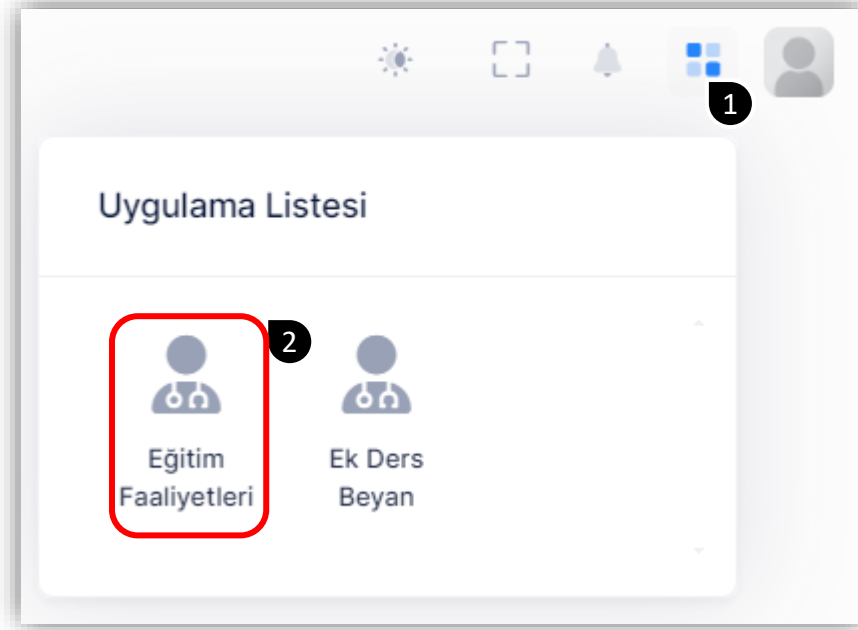 1
Uygulama Listesi
2
Eğitim
Faaliyetleri
Ek Ders
Beyan